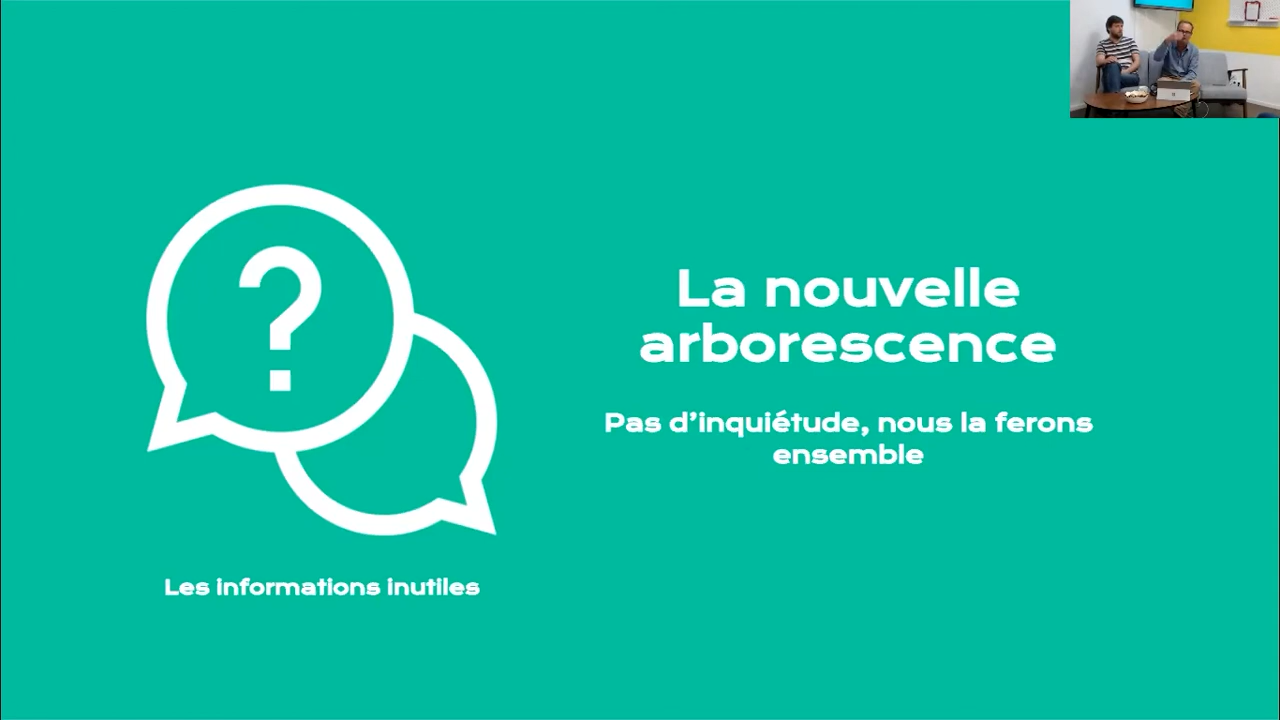 La nouvelle
arborescence
Pas d'inquiétude, nous la ferons
ensemble
Les informations inutiles